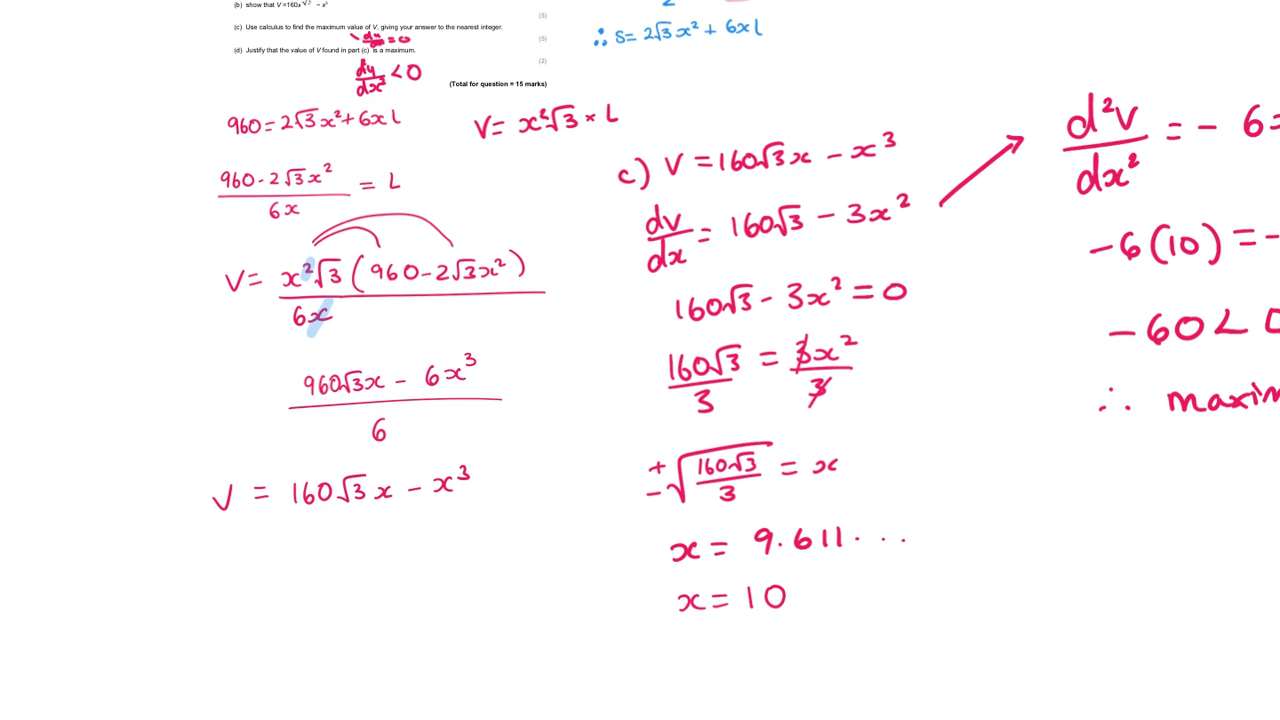 (b) show that V =160x√3 − x³
(5)
(c) Use calculus to find the maximum value of V, giving your answer to the nearest integer.
(5)
dy/dx = 0
(d) Justify that the value of V found in part (c) is a maximum.
(2)
dy/dx² < 0
(Total for question = 15 marks)
∴ S = 2√3x² + 6xL
960 = 2√3x² + 6xL
V = x²√3 × L
(960 - 2√3x²)/6x = L
V = x²√3(960 - 2√3x²)/6x
(960√3x - 6x³)/6
V = 160√3x - x³
c) V = 160√3x - x³
dv/dx = 160√3 - 3x²
160√3 - 3x² = 0
160√3/3 = 3x²/3
+-√(160√3/3) = x
x = 9.611...
x = 10
d²V/dx² = - 6
-6(10) = -
-60 <
∴ maxim